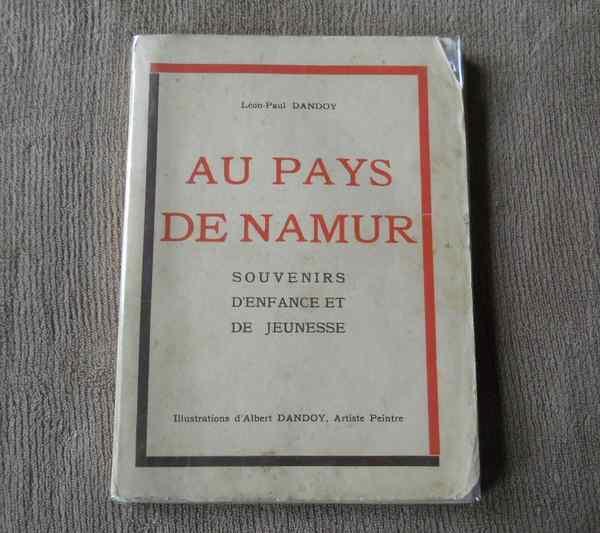 Léon-Paul DANDOY
AU PAYS
DE NAMUR
SOUVENIRS
D'ENFANCE ET
DE JEUNESSE
Illustrations d'Albert DANDOY, Artiste Peintre